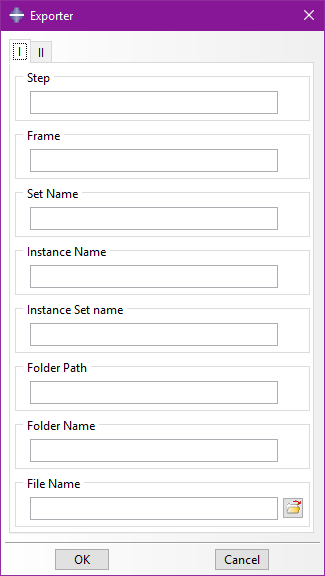 Exporter
I II
Step
Frame
Set Name
Instance Name
Instance Set name
Folder Path
Folder Name
File Name
OK Cancel